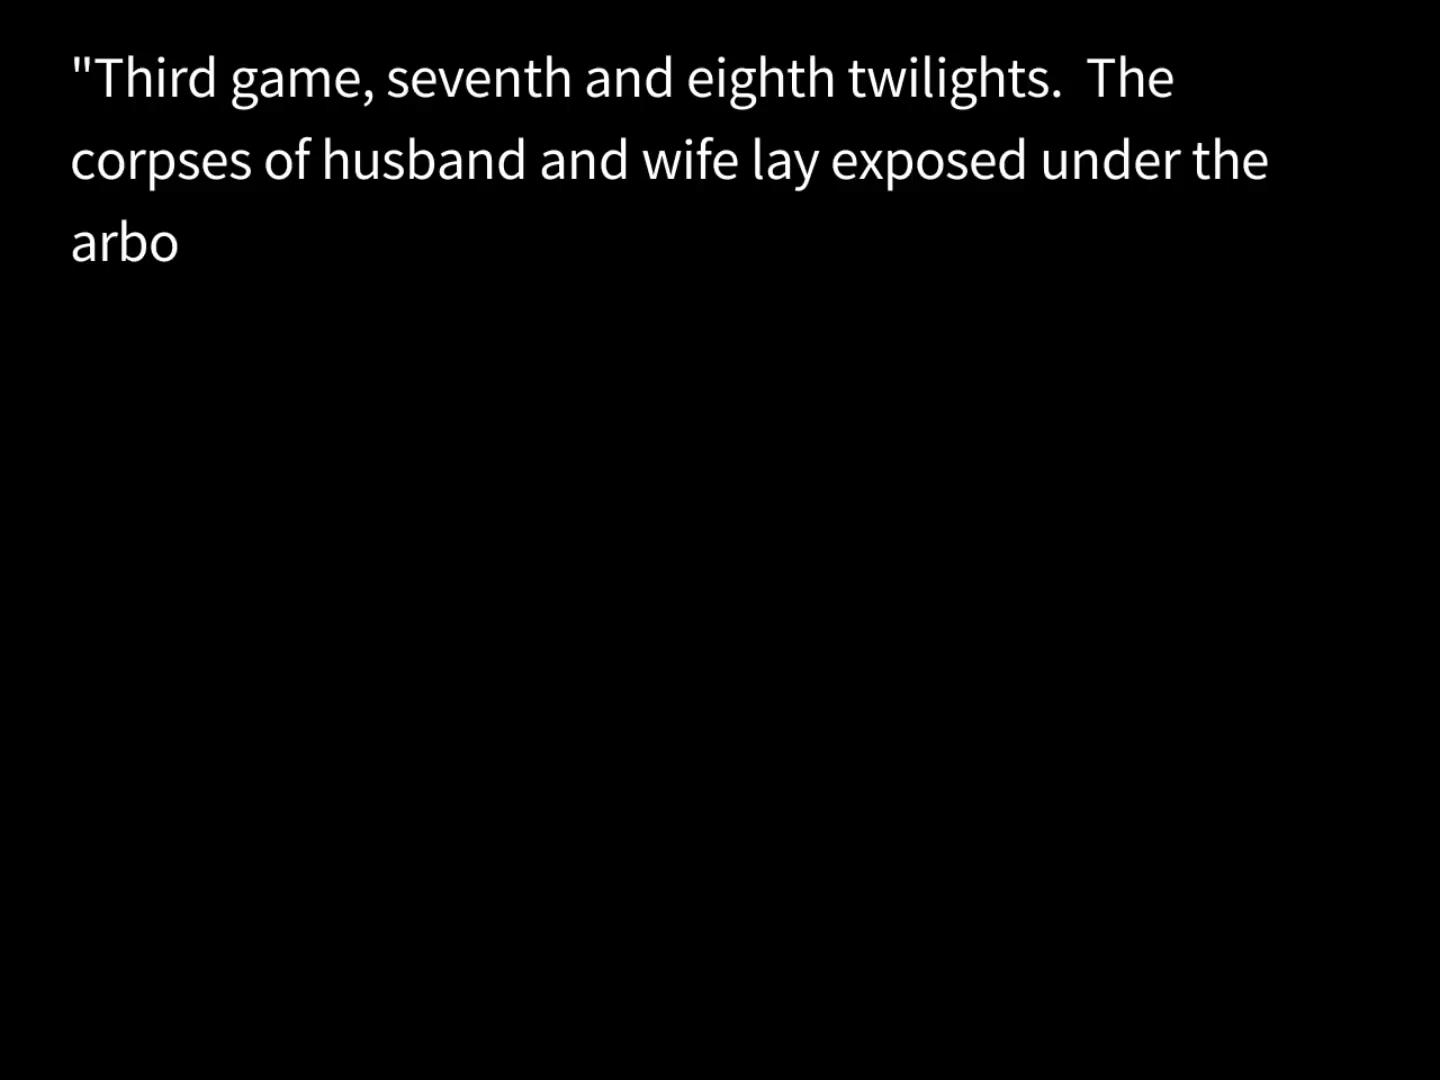 "Third game, seventh and eighth twilights.  The
corpses of husband and wife lay exposed under the
arbo